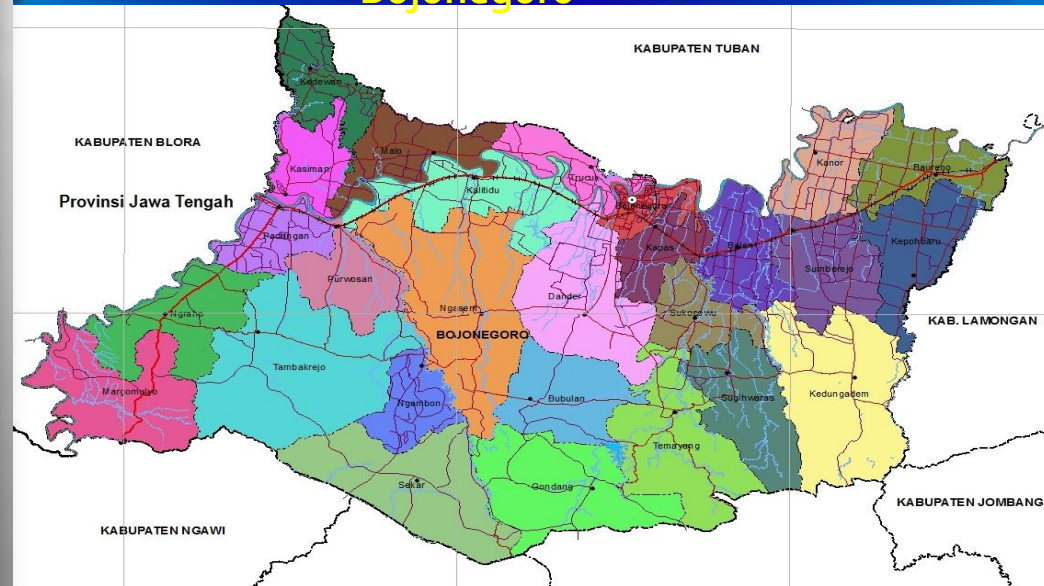 Bojonegoro
KABUPATEN TUBAN
Kedewan
KABUPATEN BLORA
Malo
Kasiman
Trucuk
Kalitidu
Kanor
Baureno
Provinsi Jawa Tengah
Bojonegoro
Padangan
Kapas
Balen
Kepohbaru
Sumberejo
Purwosari
Dander
Ngasem
Ngraho
Sukosewu
KAB. LAMONGAN
BOJONEGORO
Tambakrejo
Margomulyo
Ngambon
Bubulan
Sugihwaras
Kedungadem
Temayang
Sekar
Gondang
KABUPATEN JOMBANG
KABUPATEN NGAWI